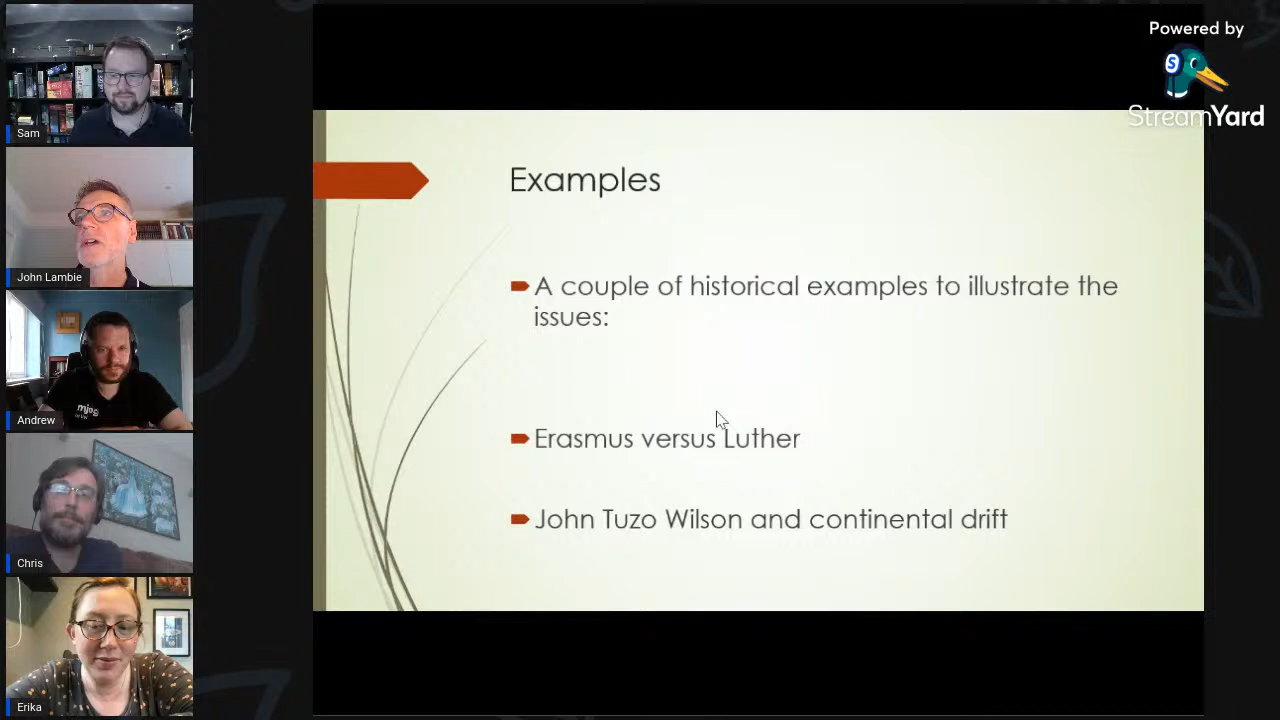 Powered by
S
StreamYard
Sam
John Lambie
Andrew
Chris
Erika
Examples
A couple of historical examples to illustrate the
issues:
Erasmus versus Luther
John Tuzo Wilson and continental drift